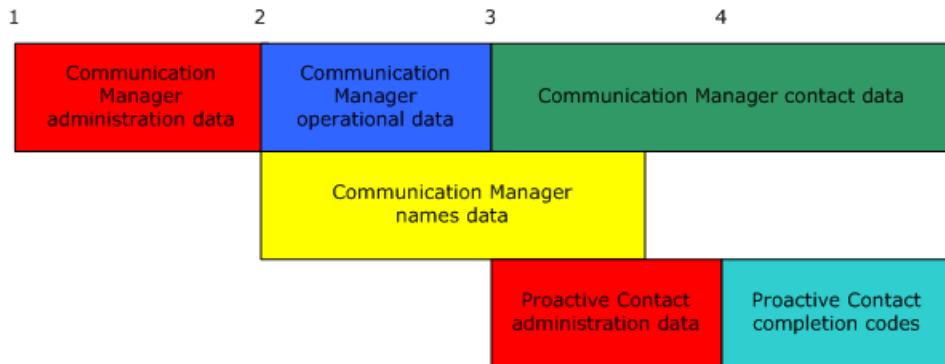 1 2 3 4
Communication
Manager
administration data
Communication
Manager
operational data
Communication Manager contact data
Communication Manager
names data
Proactive Contact
administration data
Proactive Contact
completion codes